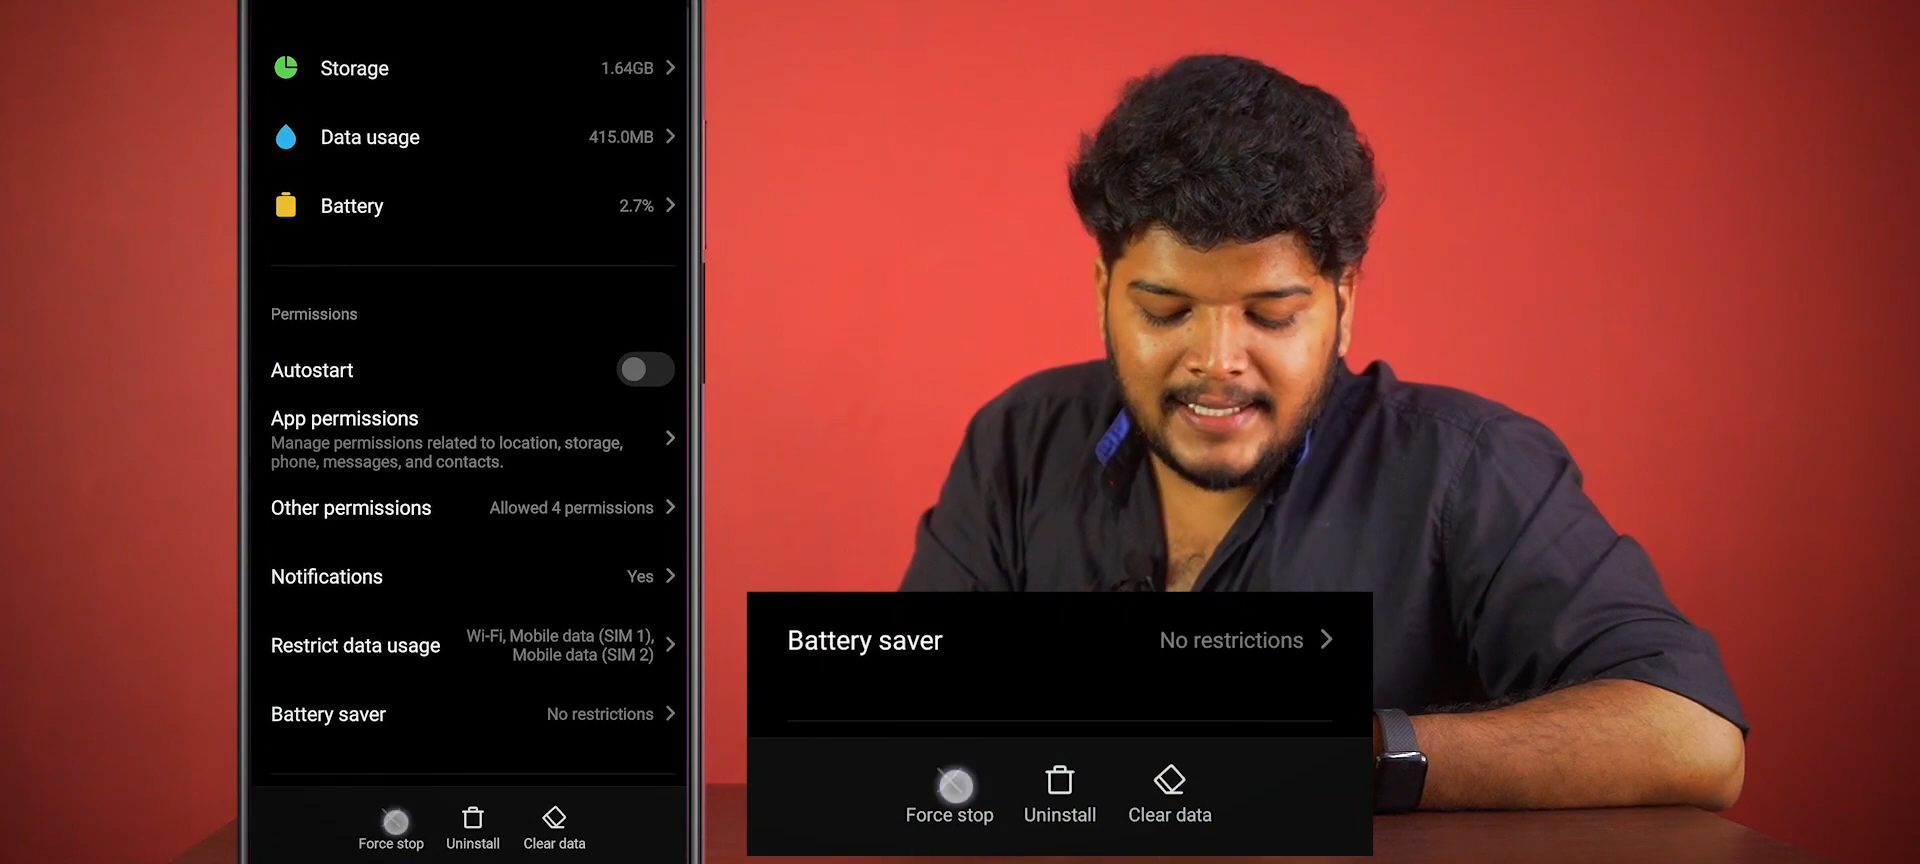 Storage 1.64GB
Data usage 415.0MB
Battery 2.7%
Permissions
Autostart
App permissions
Manage permissions related to location, storage,
phone, messages, and contacts.
Other permissions Allowed 4 permissions
Notifications Yes
Restrict data usage Wi-Fi, Mobile data (SIM 1),
Mobile data (SIM 2)
Battery saver No restrictions
Force stop Uninstall Clear data
Battery saver No restrictions
Force stop Uninstall Clear data